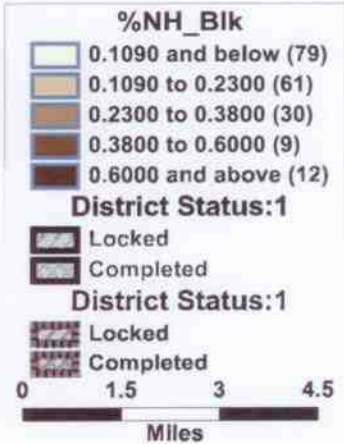 %NH_Blk
0.1090 and below (79)
0.1090 to 0.2300 (61)
0.2300 to 0.3800 (30)
0.3800 to 0.6000 (9)
0.6000 and above (12)
District Status:1
Locked
Completed
District Status:1
Locked
Completed
0 1.5 3 4.5
Miles